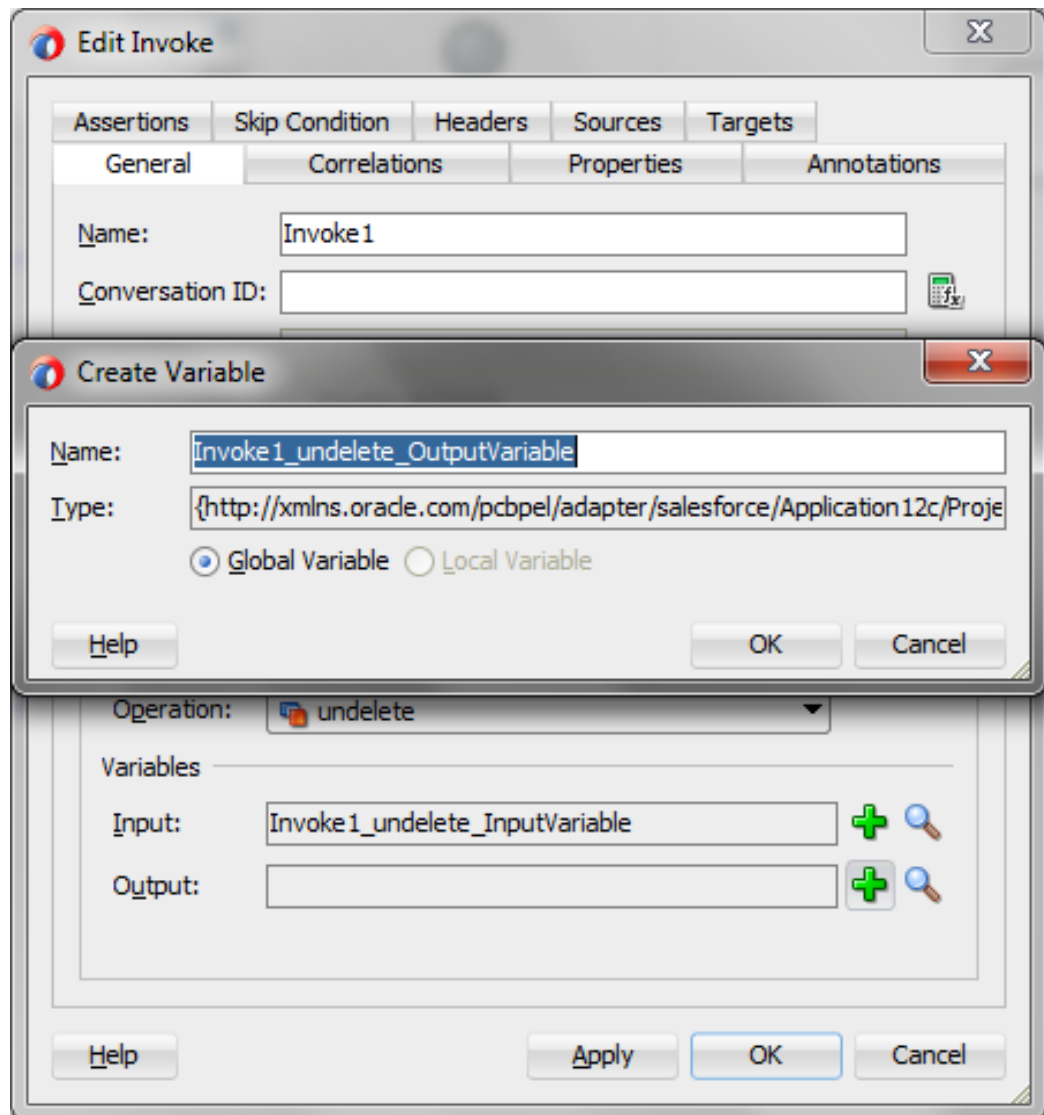 Edit Invoke
Assertions Skip Condition Headers Sources Targets
General Correlations Properties Annotations
Name: Invoke1
Conversation ID:
Create Variable
Name: Invoke1_undelete_OutputVariable
Type: {http://xmlns.oracle.com/pcbpel/adapter/salesforce/Application12c/Proje
Global Variable Local Variable
Help OK Cancel
Operation: undelete
Variables
Input: Invoke1_undelete_InputVariable
Output:
Help Apply OK Cancel